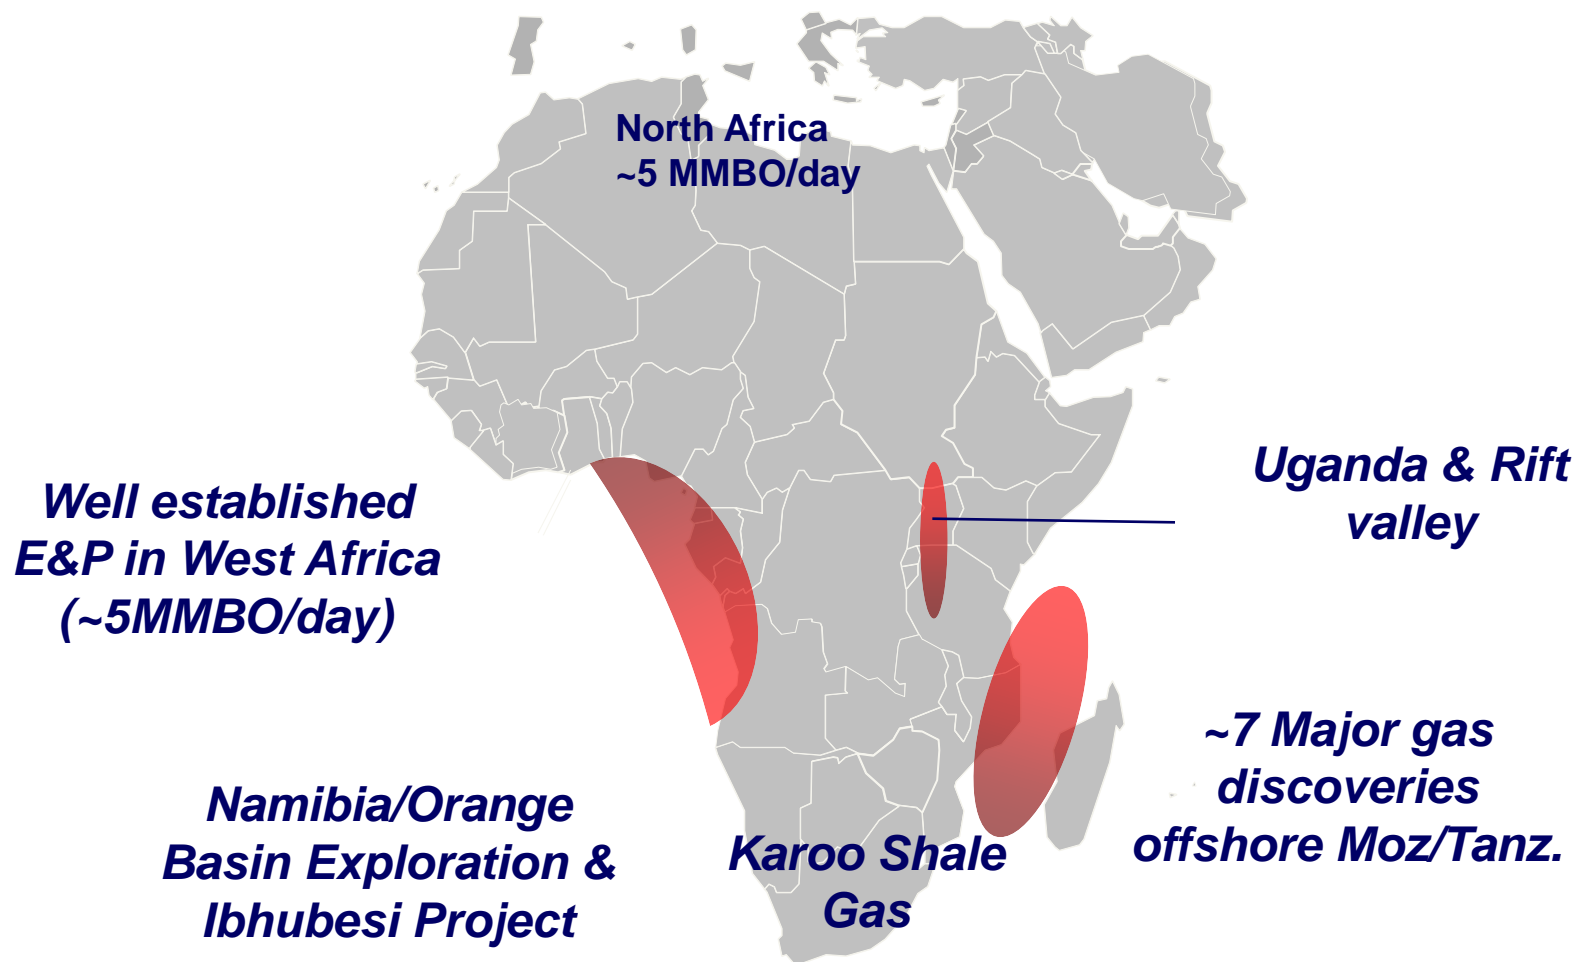 North Africa
~5 MMBO/day
Well established
E&P in West Africa
(~5MMBO/day)
Uganda & Rift
valley
~7 Major gas
discoveries
offshore Moz/Tanz.
Namibia/Orange
Basin Exploration &
Ibhubesi Project
Karoo Shale
Gas